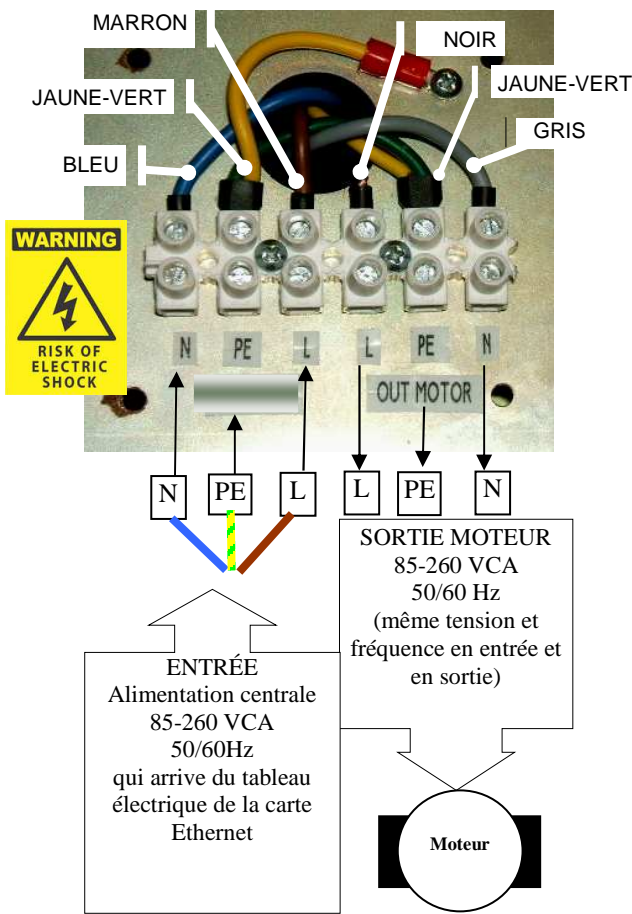 MARRON
NOIR
JAUNE-VERT
JAUNE-VERT
GRIS
BLEU
WARNING
RISK OF
ELECTRIC
SHOCK
N PE L L PE N
OUT MOTOR
N PE L L PE N
SORTIE MOTEUR
85-260 VCA
50/60 Hz
(même tension et
fréquence en entrée et
en sortie)
ENTRÉE
Alimentation centrale
85-260 VCA
50/60Hz
qui arrive du tableau
électrique de la carte
Ethernet
Moteur